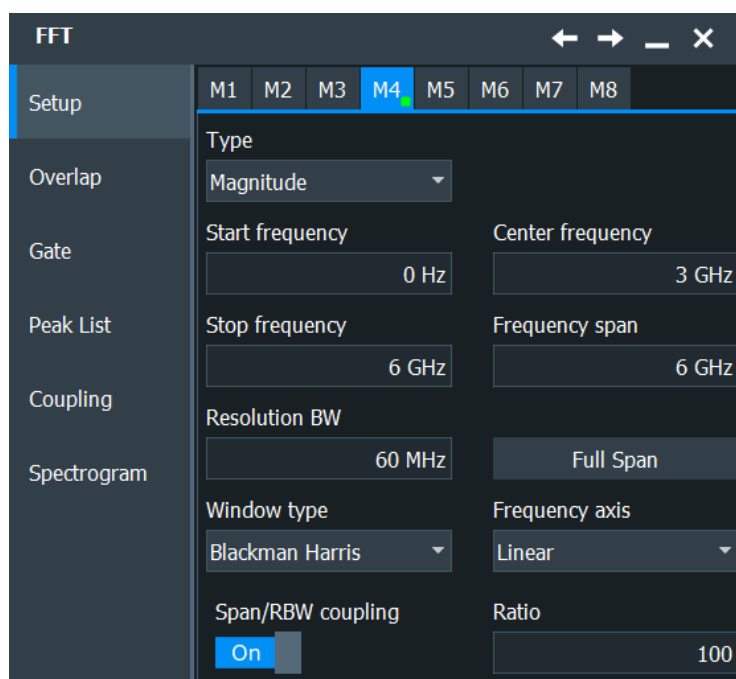 FFT
Setup
Overlap
Gate
Peak List
Coupling
Spectrogram
M1 M2 M3 M4 M5 M6 M7 M8
Type
Magnitude
Start frequency Center frequency
0 Hz 3 GHz
Stop frequency Frequency span
6 GHz 6 GHz
Resolution BW
60 MHz Full Span
Window type Frequency axis
Blackman Harris Linear
Span/RBW coupling Ratio
On 100